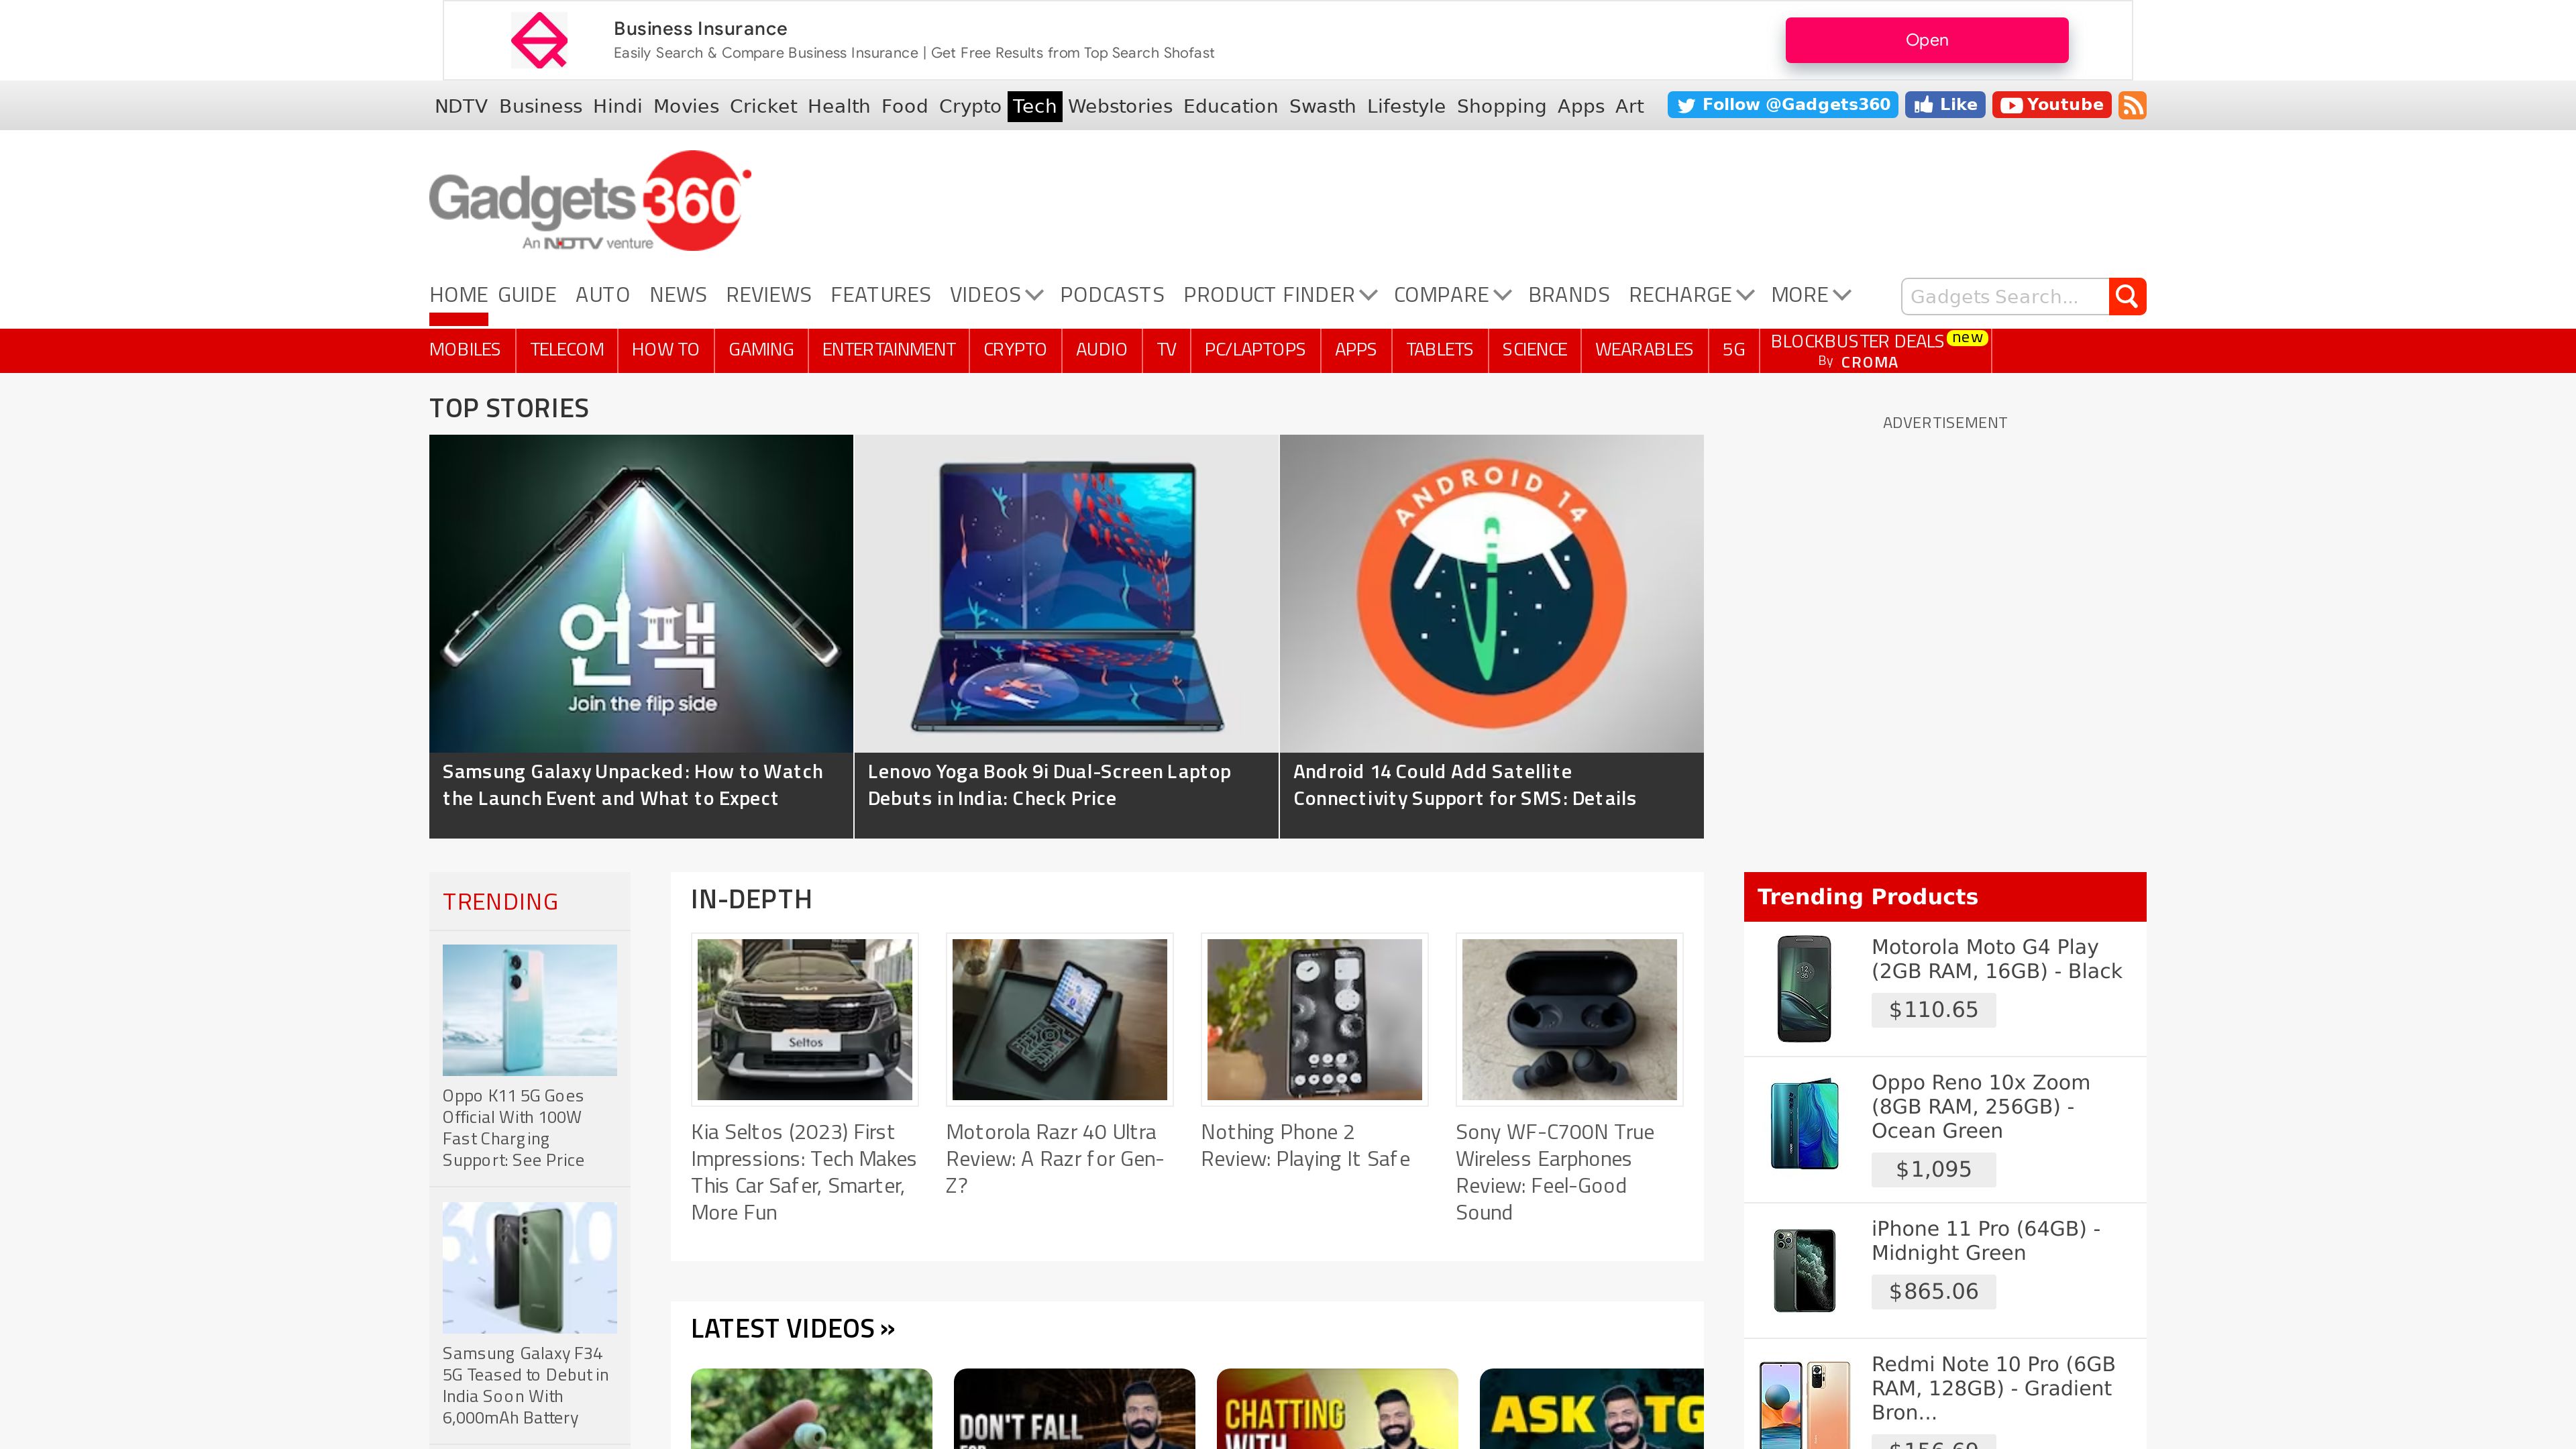 Business Insurance
Easily Search & Compare Business Insurance | Get Free Results from Top Search Shofast
Open
NDTV Business Hindi Movies Cricket Health Food Crypto Tech Webstories Education Swasth Lifestyle Shopping Apps Art
Follow @Gadgets360 Like Youtube
Gadgets 360
An NDTV venture
HOME GUIDE AUTO NEWS REVIEWS FEATURES VIDEOS PODCASTS PRODUCT FINDER COMPARE BRANDS RECHARGE MORE
Gadgets Search...
MOBILES TELECOM HOW TO GAMING ENTERTAINMENT CRYPTO AUDIO TV PC/LAPTOPS APPS TABLETS SCIENCE WEARABLES 5G BLOCKBUSTER DEALS new
By CROMA
TOP STORIES
ADVERTISEMENT
언팩
Join the flip side
ANDROID 14
Samsung Galaxy Unpacked: How to Watch
the Launch Event and What to Expect
Lenovo Yoga Book 9i Dual-Screen Laptop
Debuts in India: Check Price
Android 14 Could Add Satellite
Connectivity Support for SMS: Details
TRENDING
Oppo K11 5G Goes
Official With 100W
Fast Charging
Support: See Price
Samsung Galaxy F34
5G Teased to Debut in
India Soon With
6,000mAh Battery
IN-DEPTH
Seltos
Kia Seltos (2023) First
Impressions: Tech Makes
This Car Safer, Smarter,
More Fun
Motorola Razr 40 Ultra
Review: A Razr for Gen-
Z?
Nothing Phone 2
Review: Playing It Safe
Sony WF-C700N True
Wireless Earphones
Review: Feel-Good
Sound
LATEST VIDEOS »
DON'T FALL
FOR
CHATTING
WITH
ASK TG
Trending Products
Motorola Moto G4 Play
(2GB RAM, 16GB) - Black
$110.65
Oppo Reno 10x Zoom
(8GB RAM, 256GB) -
Ocean Green
$1,095
iPhone 11 Pro (64GB) -
Midnight Green
$865.06
Redmi Note 10 Pro (6GB
RAM, 128GB) - Gradient
Bron...
$156.69